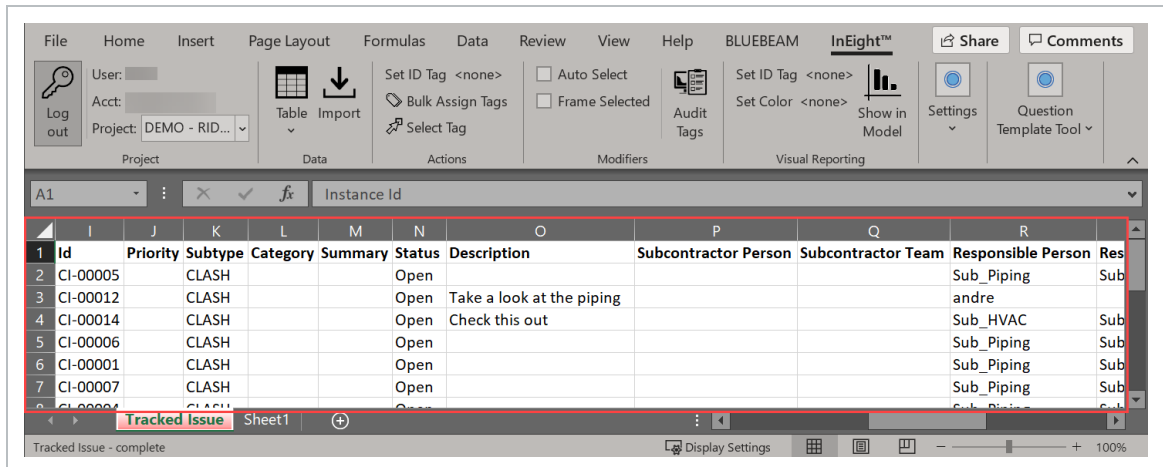 File Home Insert Page Layout Formulas Data Review View Help BLUEBEAM InEight™ Share Comments
User:
Acct:
Project: DEMO - RID...
Log out
Project
Table Import
Data
Set ID Tag <none>
Bulk Assign Tags
Select Tag
Actions
Auto Select
Frame Selected
Modifiers
Audit Tags
Set ID Tag <none>
Set Color <none>
Show in Model
Visual Reporting
Settings
Question Template Tool
A1 fx Instance Id
I J K L M N O P Q R
1 Id Priority Subtype Category Summary Status Description Subcontractor Person Subcontractor Team Responsible Person Res
2 CI-00005 CLASH Open Sub_Piping Sub
3 CI-00012 CLASH Open Take a look at the piping andre
4 CI-00014 CLASH Open Check this out Sub_HVAC Sub
5 CI-00006 CLASH Open Sub_Piping Sub
6 CI-00001 CLASH Open Sub_Piping Sub
7 CI-00007 CLASH Open Sub_Piping Sub
Tracked Issue Sheet1
Tracked Issue - complete Display Settings 100%